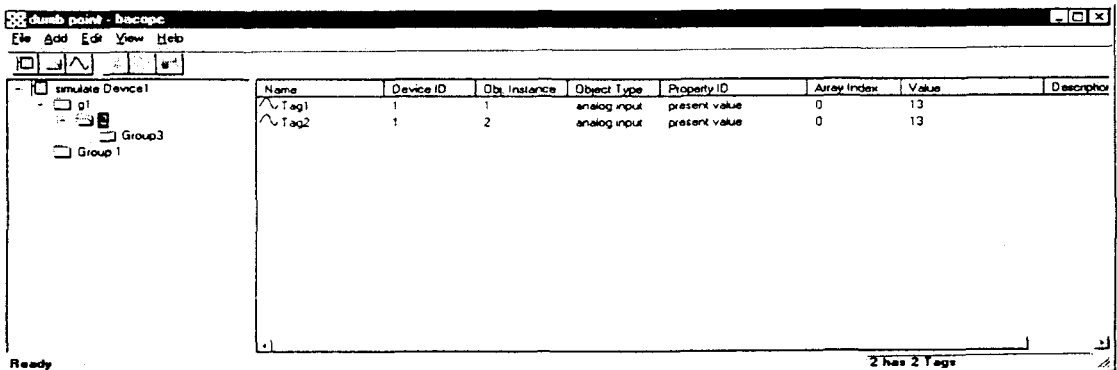 dumb point - bacopc
File Add Edit View Help
simulate Device1
g1
2
Group3
Group 1
Name Device ID Obj. Instance Object Type Property ID Array Index Value Description
Tag1 1 1 analog input present value 0 13
Tag2 1 2 analog input present value 0 13
Ready 2 has 2 Tags